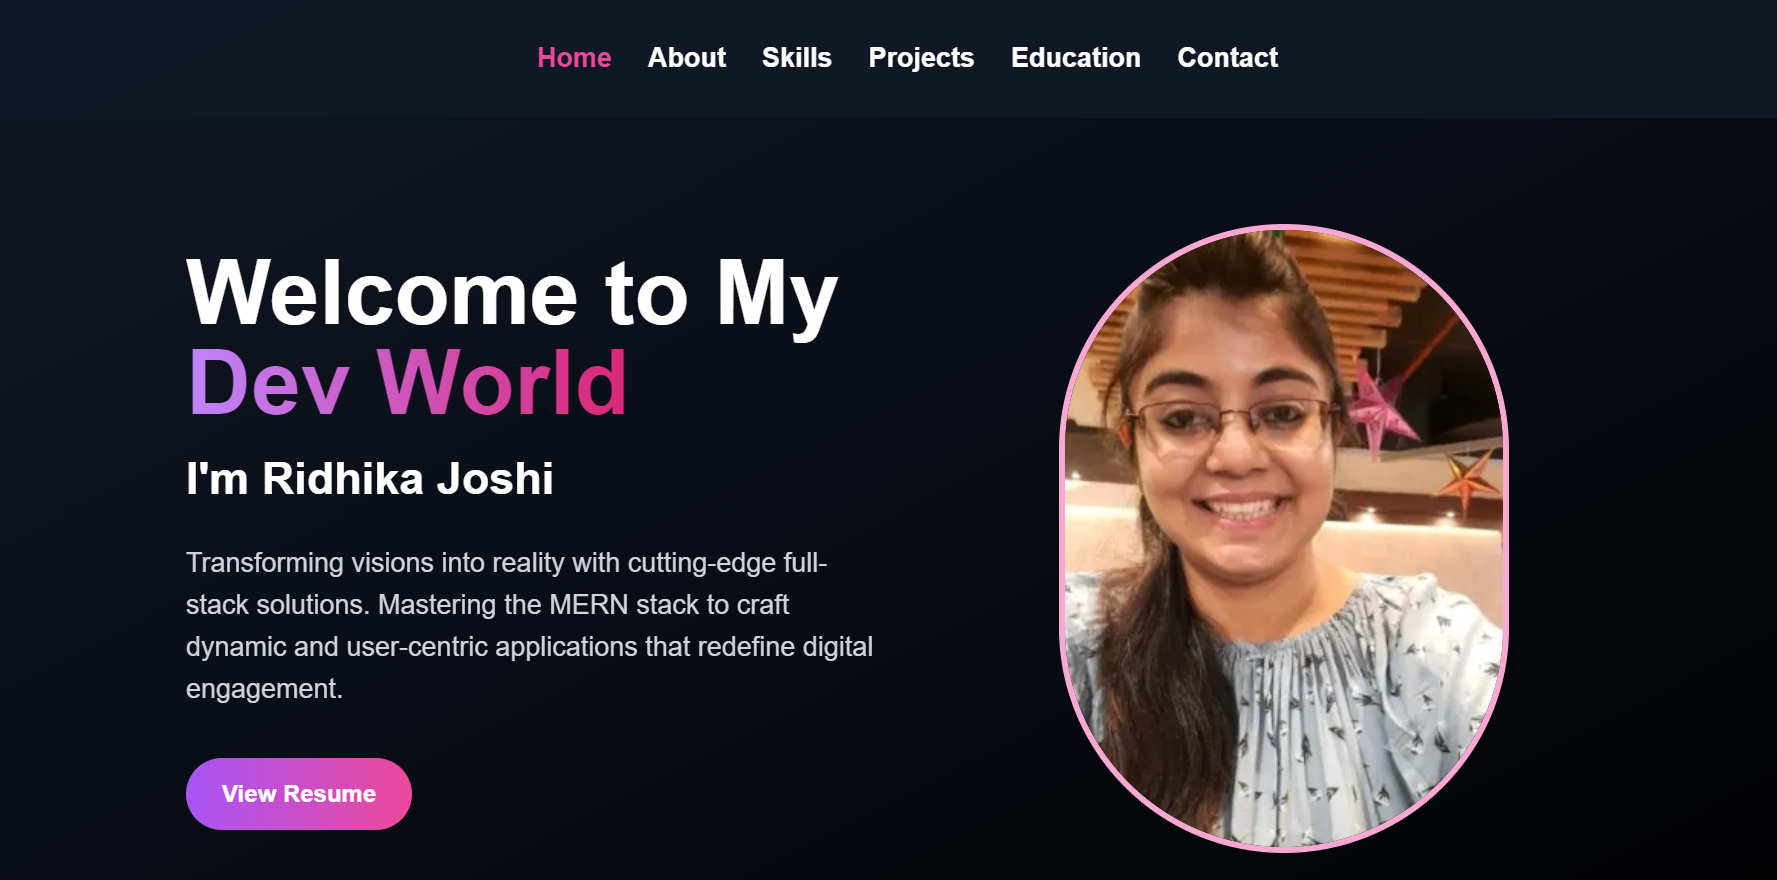 Home About Skills Projects Education Contact
Welcome to My
Dev World
I'm Ridhika Joshi
Transforming visions into reality with cutting-edge full-
stack solutions. Mastering the MERN stack to craft
dynamic and user-centric applications that redefine digital
engagement.
View Resume